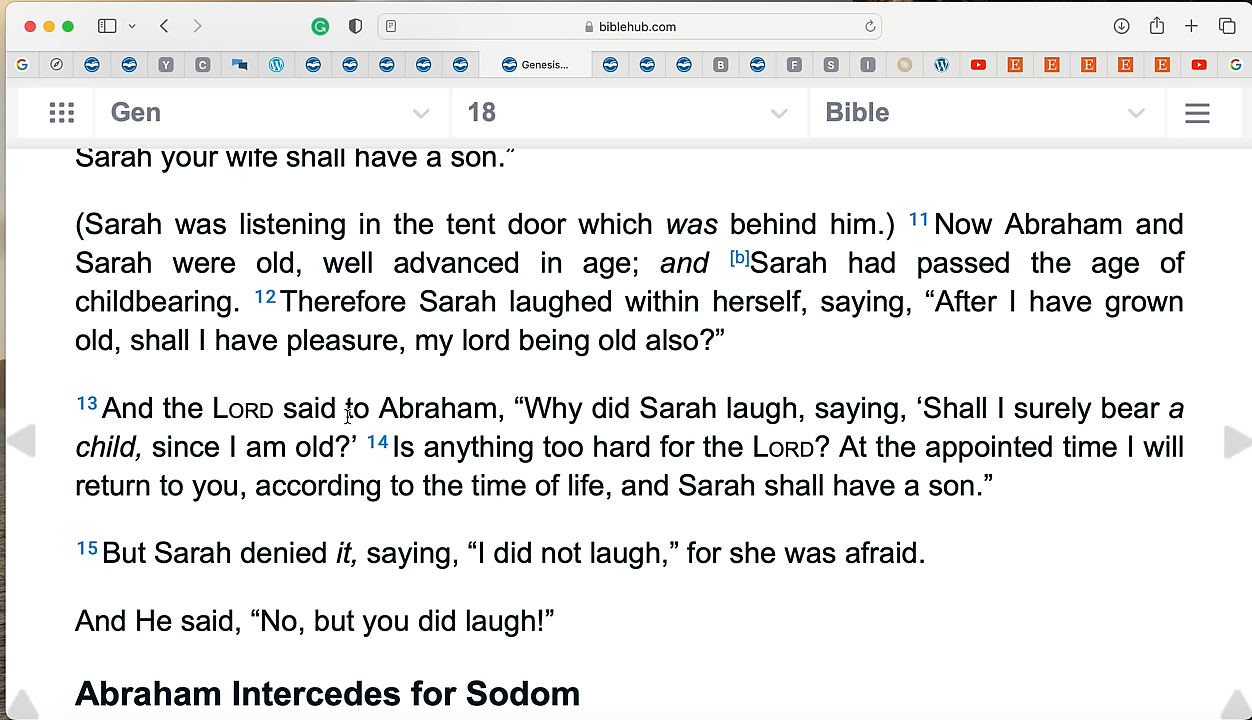 biblehub.com
Genesis...
Gen 18 Bible
Sarah your wife shall have a son.”
(Sarah was listening in the tent door which was behind him.) 11 Now Abraham and
Sarah were old, well advanced in age; and [b]Sarah had passed the age of
childbearing. 12 Therefore Sarah laughed within herself, saying, “After I have grown
old, shall I have pleasure, my lord being old also?”
13 And the LORD said to Abraham, “Why did Sarah laugh, saying, ‘Shall I surely bear a
child, since I am old?’ 14 Is anything too hard for the LORD? At the appointed time I will
return to you, according to the time of life, and Sarah shall have a son.”
15 But Sarah denied it, saying, “I did not laugh,” for she was afraid.
And He said, “No, but you did laugh!”
Abraham Intercedes for Sodom